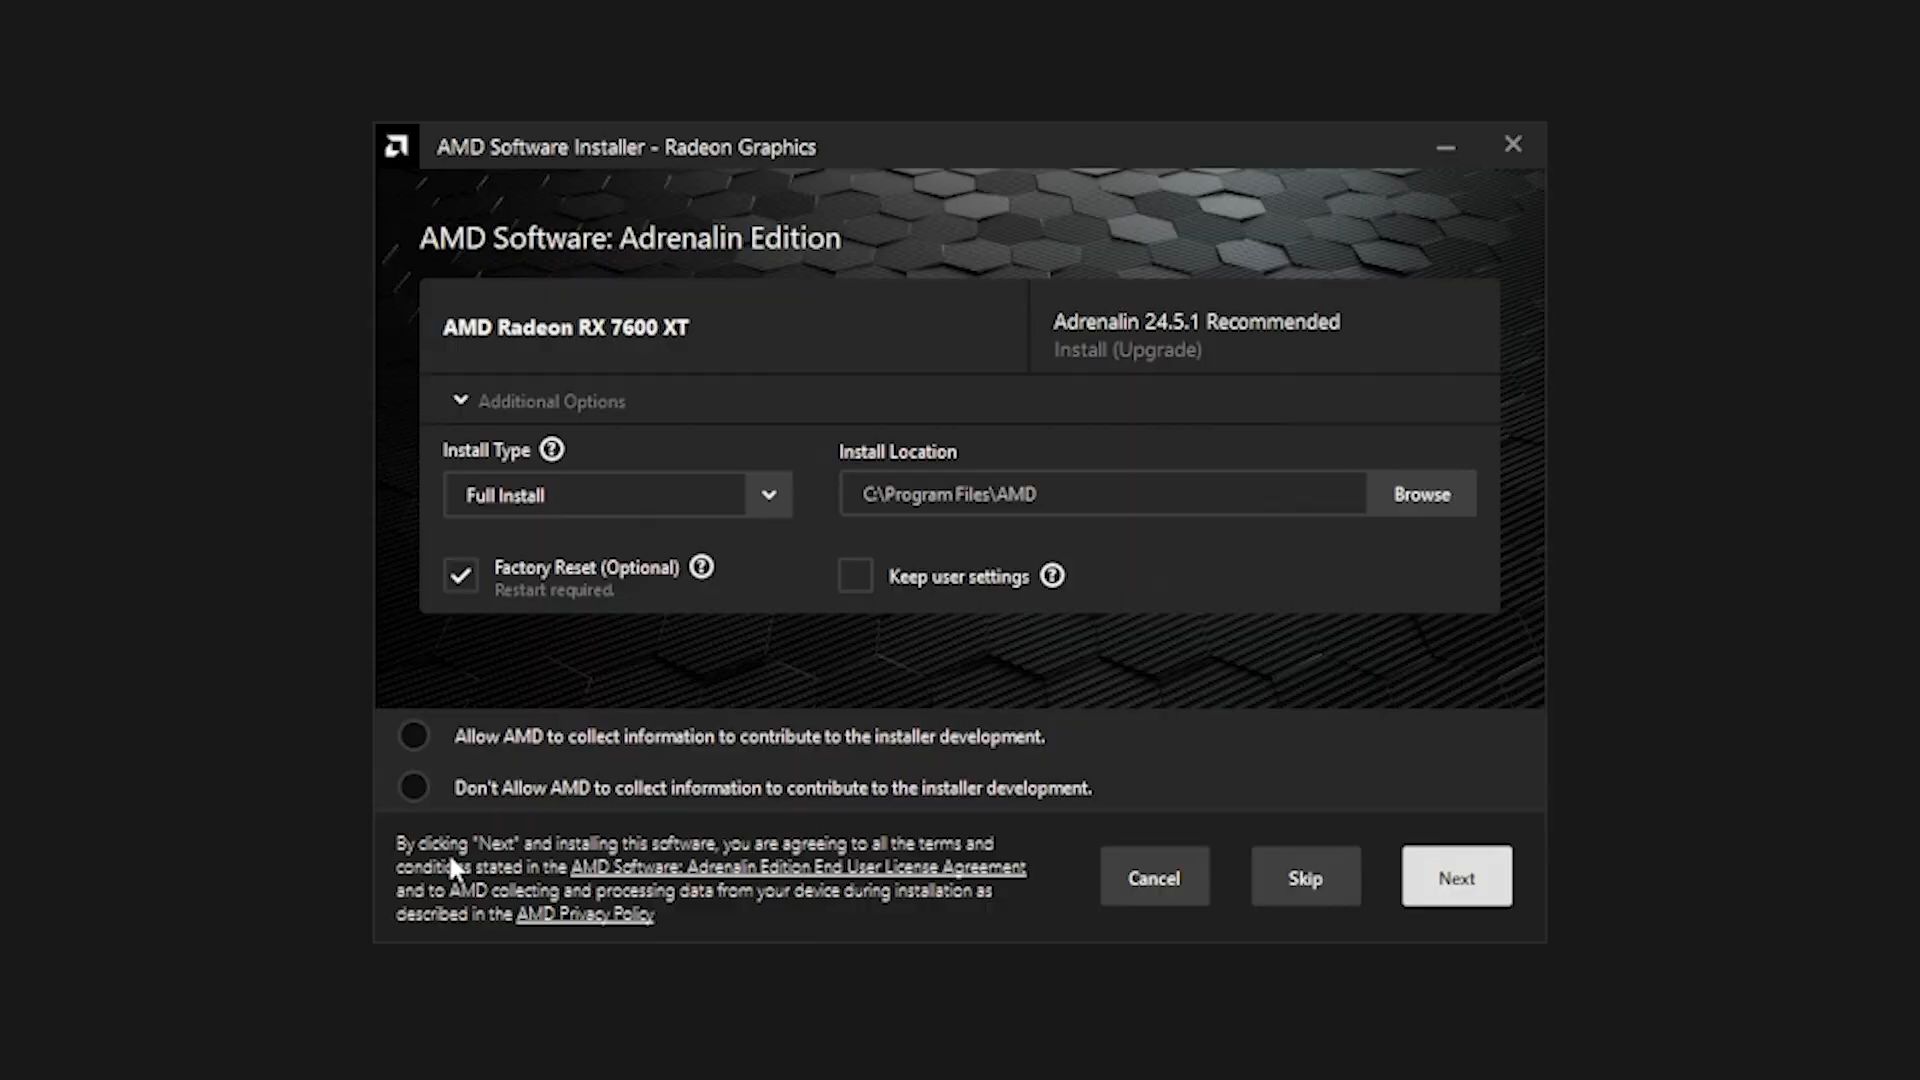 AMD Software Installer - Radeon Graphics
AMD Software: Adrenalin Edition
AMD Radeon RX 7600 XT
Adrenalin 24.5.1 Recommended
Install (Upgrade)
Additional Options
Install Type ?
Install Location
Full Install
C:\Program Files\AMD
Browse
Factory Reset (Optional) ?
Restart required.
Keep user settings ?
Allow AMD to collect information to contribute to the installer development.
Don't Allow AMD to collect information to contribute to the installer development.
By clicking "Next" and installing this software, you are agreeing to all the terms and
conditions stated in the AMD Software: Adrenalin Edition End User License Agreement
and to AMD collecting and processing data from your device during installation as
described in the AMD Privacy Policy
Cancel
Skip
Next